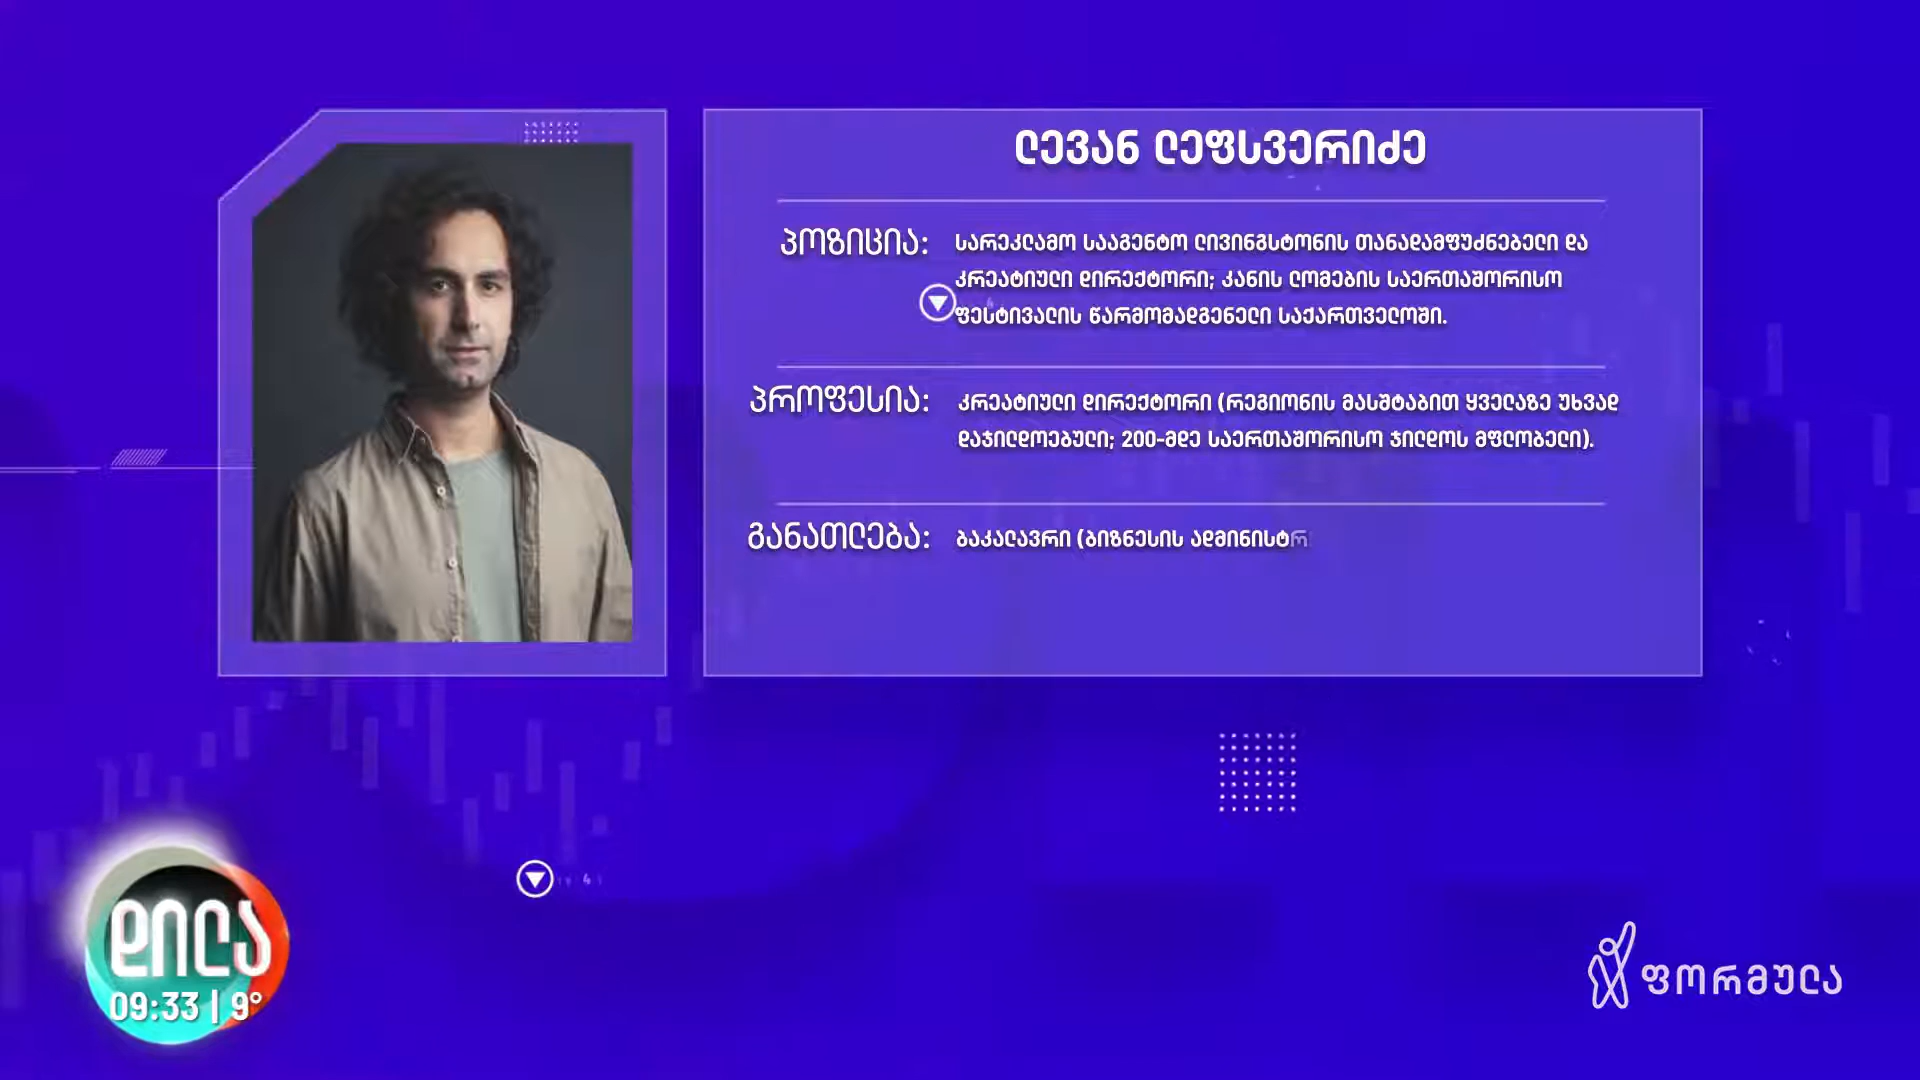 ლევან ლეფსვერიძე
პოზიცია:
სარეკლამო სააგენტო ლივინგსტონის თანადამფუძნებელი და
კრეატიული დირექტორი; კანის ლომების საერთაშორისო
ფესტივალის წარმომადგენელი საქართველოში.
პროფესია:
კრეატიული დირექტორი (რეგიონის მასშტაბით ყველაზე უხვად
დაჯილდოებული; 200-მდე საერთაშორისო ჯილდოს მფლობელი).
განათლება:
ბაკალავრი (ბიზნესის ადმინისტრ
დილა
09:33 | 9°
ფორმულა